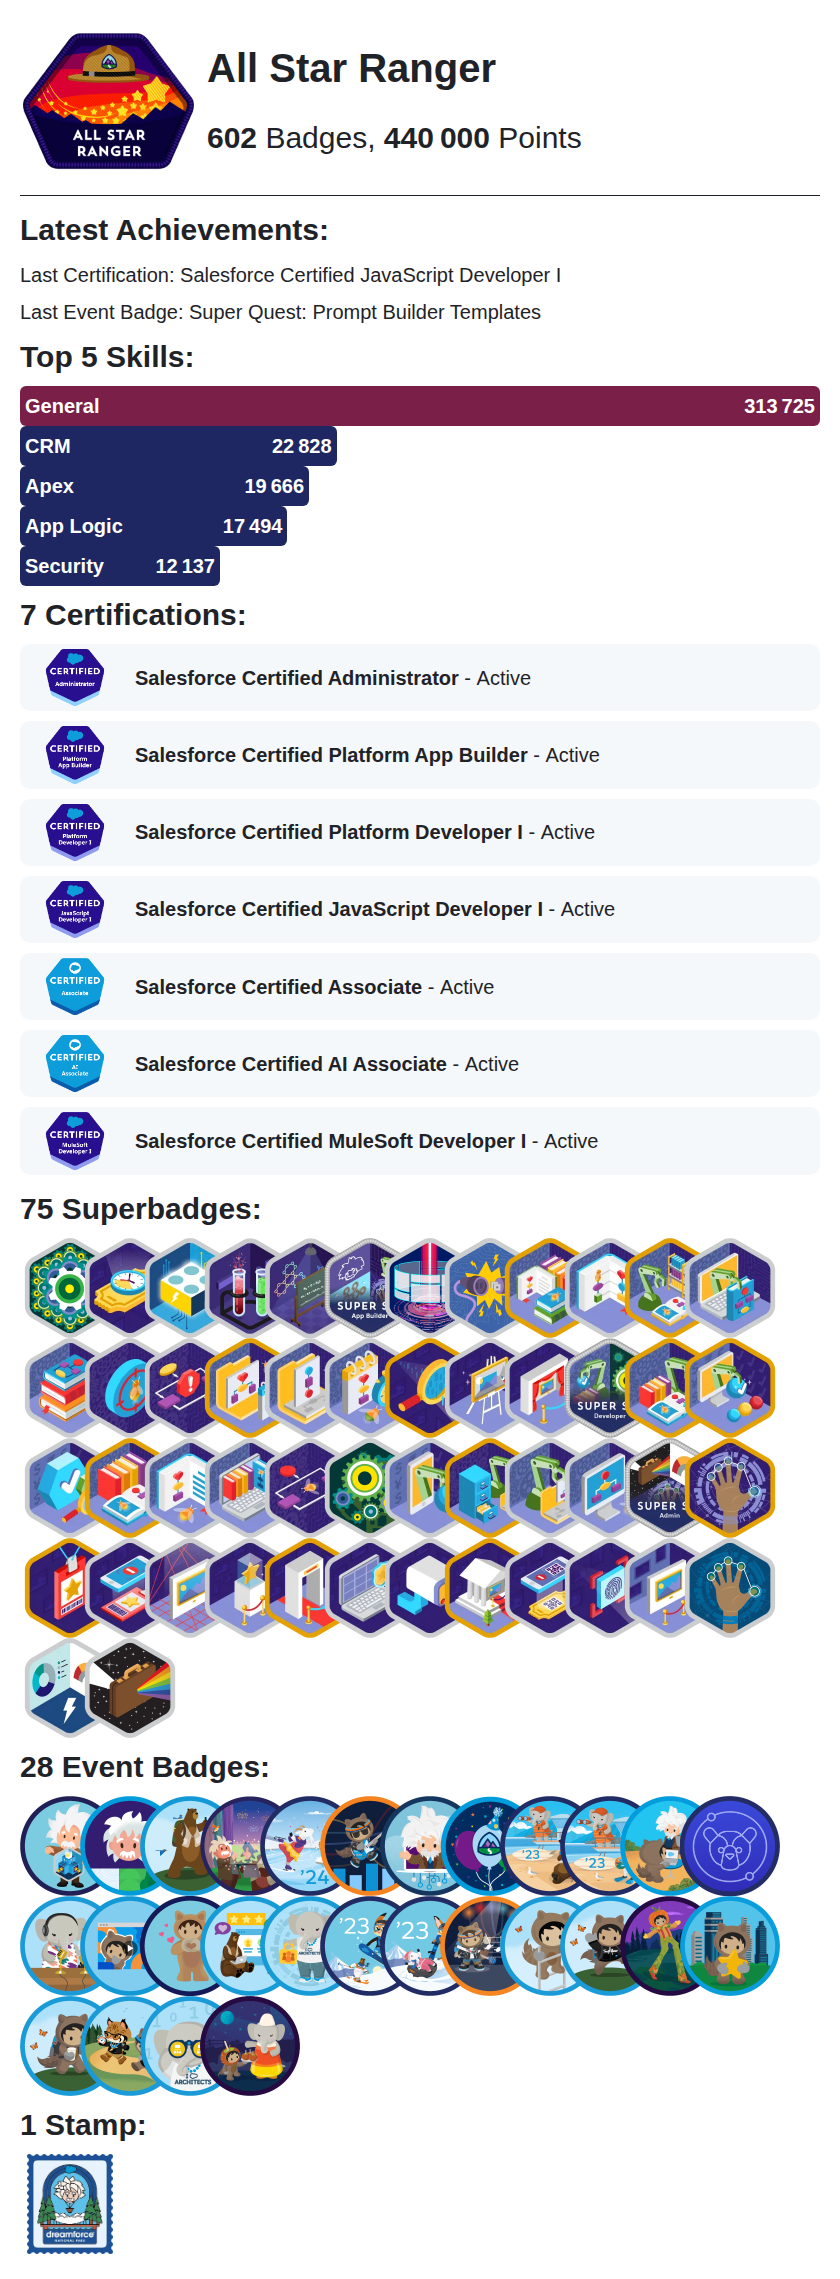 ALL STAR
RANGER
All Star Ranger
602 Badges, 440 000 Points
Latest Achievements:
Last Certification: Salesforce Certified JavaScript Developer I
Last Event Badge: Super Quest: Prompt Builder Templates
Top 5 Skills:
General 313 725
CRM 22 828
Apex 19 666
App Logic 17 494
Security 12 137
7 Certifications:
CERTIFIED
Administrator
Salesforce Certified Administrator - Active
CERTIFIED
Platform
App Builder
Salesforce Certified Platform App Builder - Active
CERTIFIED
Platform
Developer I
Salesforce Certified Platform Developer I - Active
CERTIFIED
JavaScript
Developer I
Salesforce Certified JavaScript Developer I - Active
CERTIFIED
Associate
Salesforce Certified Associate - Active
CERTIFIED
AI
Associate
Salesforce Certified AI Associate - Active
CERTIFIED
MuleSoft
Developer I
Salesforce Certified MuleSoft Developer I - Active
75 Superbadges:
SUPER S
App Builder
SUPER S
Developer
SUPER S
Admin
28 Event Badges:
'24
'23
'23
'23
'23
ARCHITECTS
ARCHITECTS
1 Stamp:
dreamforce
NATIONAL PARK